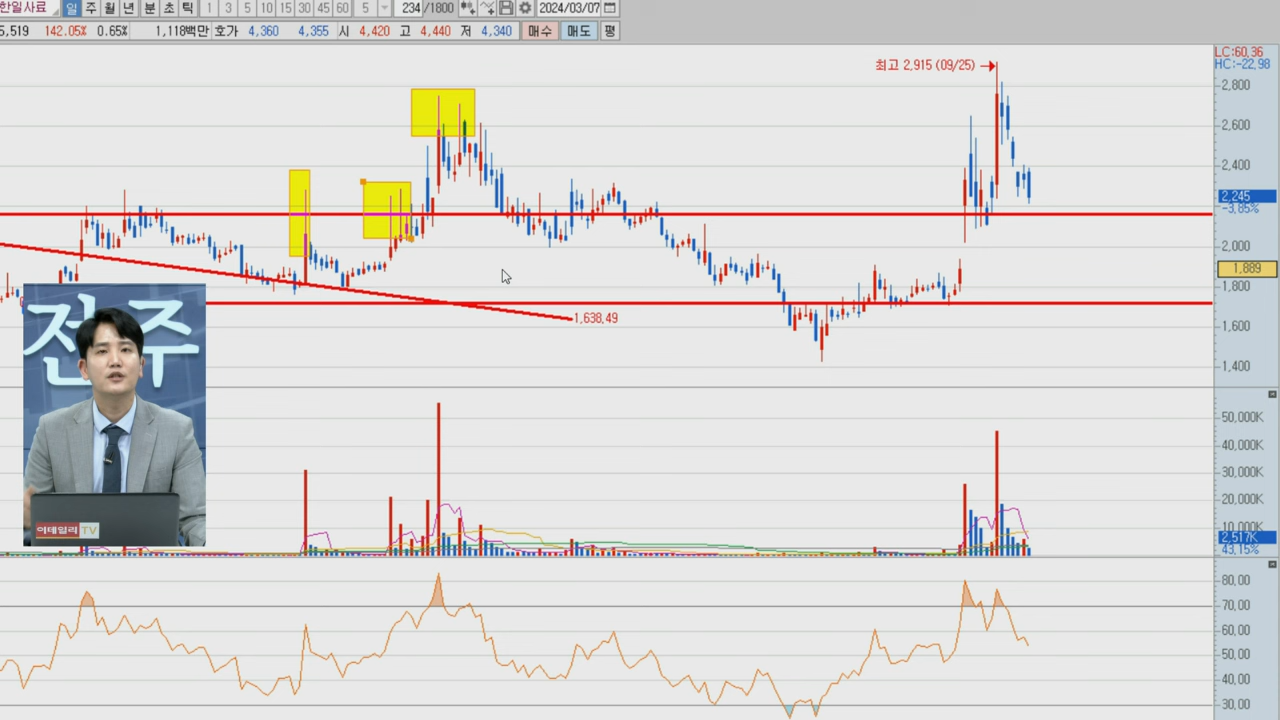 한일사료 일 주 월 년 분 초 틱 1 3 5 10 15 30 45 60 5 234 /1800 2024/03/07
5,519 142.05% 0.65% 1,118백만 호가 4,360 4,355 시 4,420 고 4,440 저 4,340 매수 매도 평
LC:60,36
HC:-22,98
최고 2,915 (09/25)
2,800
2,600
2,400
2,245
-3,85%
2,000
1,889
1,800
1,638,49
1,600
1,400
전주
이데일리 TV
50,000K
40,000K
30,000K
20,000K
10,000K
2,517K
43,15%
80,00
70,00
60,00
50,00
40,00
30,00